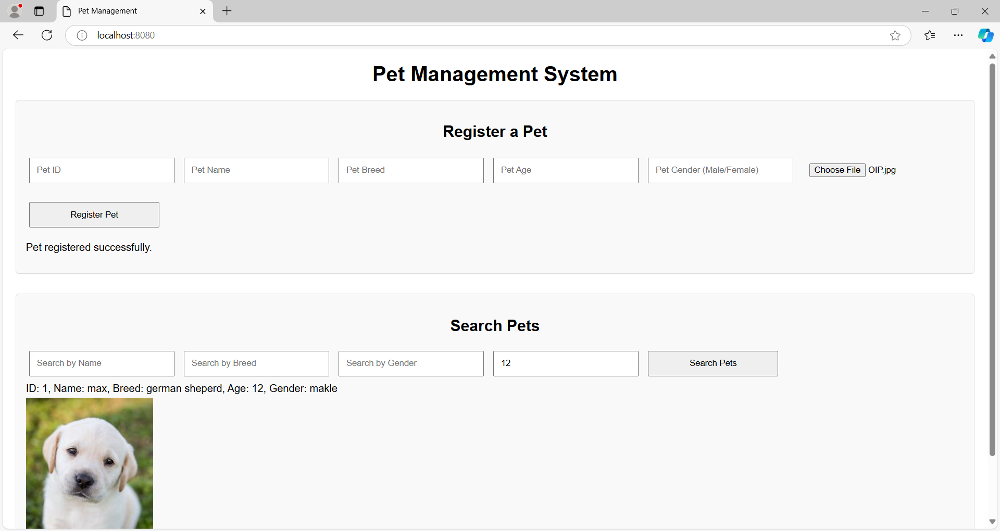 Pet Management
localhost:8080
Pet Management System
Register a Pet
Pet ID Pet Name Pet Breed Pet Age Pet Gender (Male/Female) Choose File OIP.jpg
Register Pet
Pet registered successfully.
Search Pets
Search by Name Search by Breed Search by Gender 12 Search Pets
ID: 1, Name: max, Breed: german sheperd, Age: 12, Gender: makle